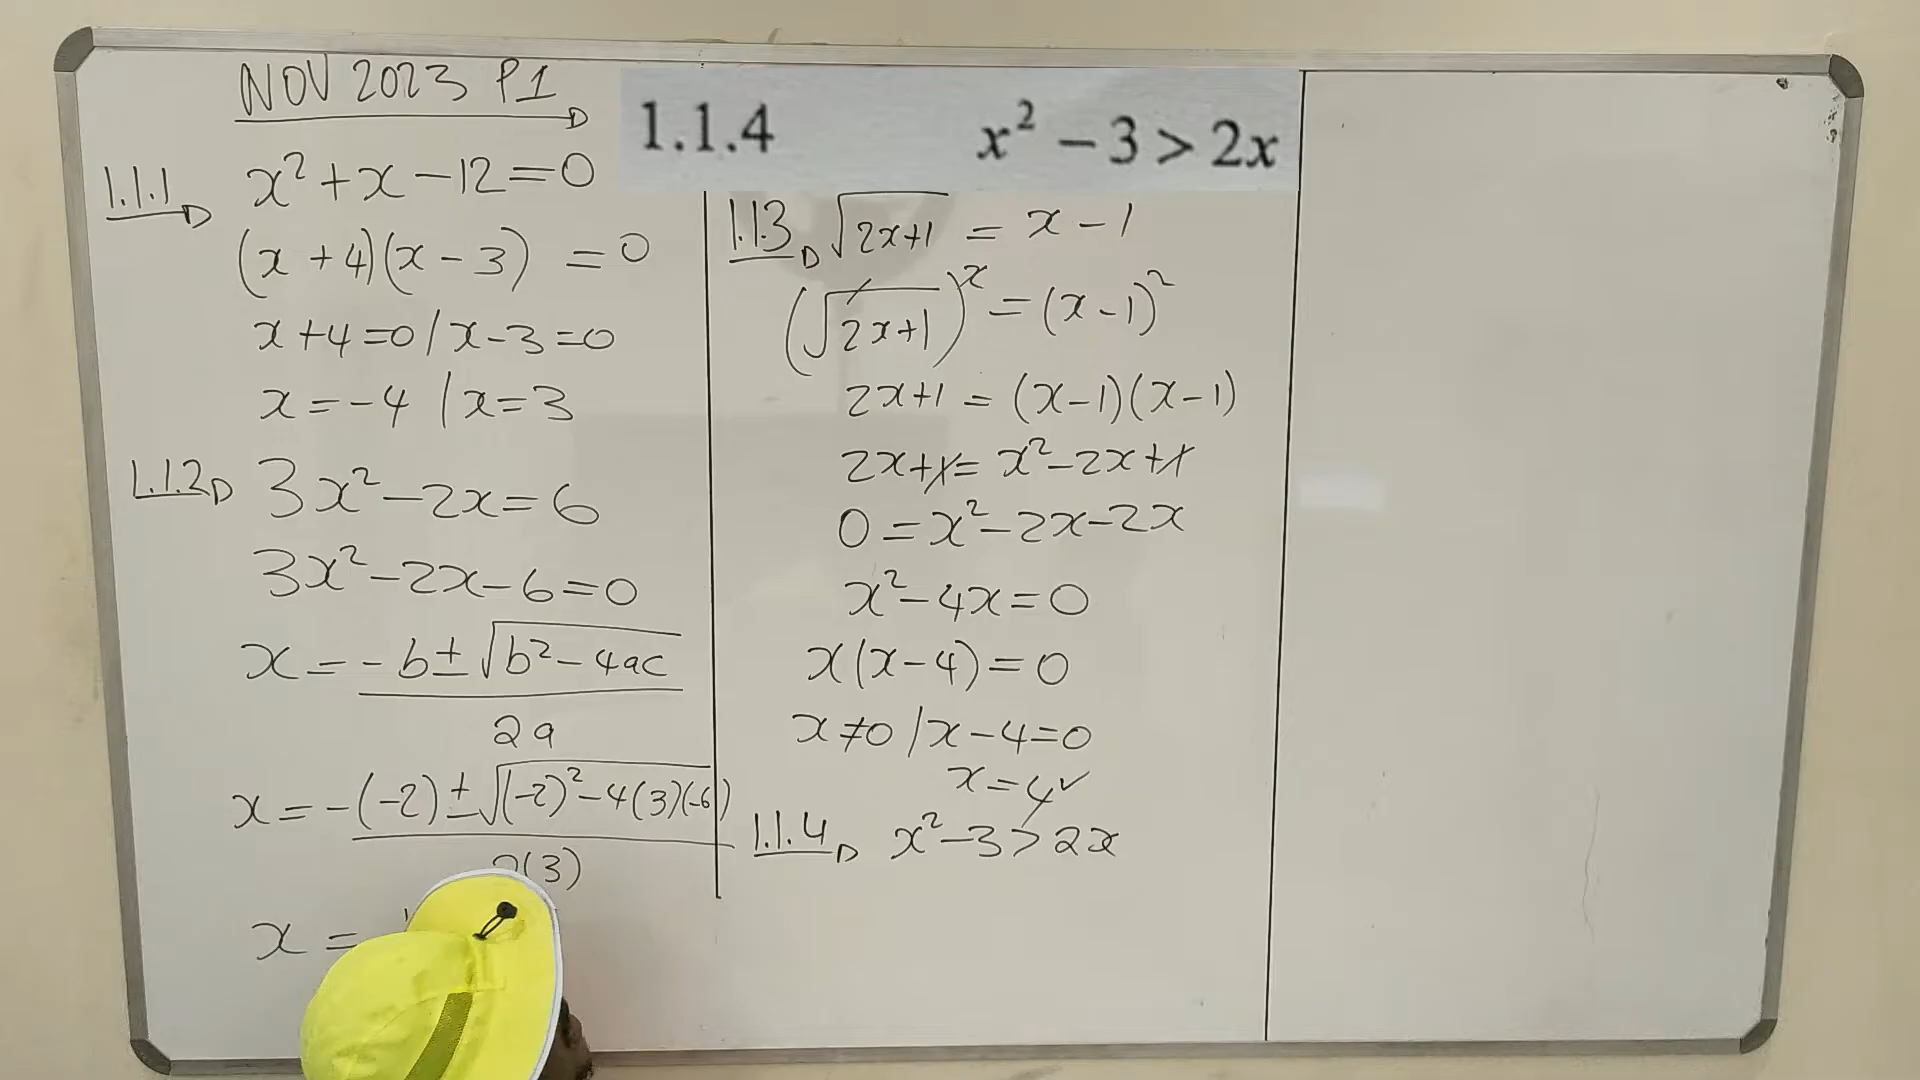 NOV 2023 P1
1.1.1 x² + x - 12 = 0
(x + 4)(x - 3) = 0
x + 4 = 0 / x - 3 = 0
x = -4 / x = 3
1.1.2 3x² - 2x = 6
3x² - 2x - 6 = 0
x = -b ± √(b² - 4ac)
2a
x = -(-2) ± √((-2)² - 4(3)(-6))
2(3)
x =
1.1.4 x² - 3 > 2x
1.1.3 √(2x+1) = x - 1
(√(2x+1))² = (x - 1)²
2x+1 = (x-1)(x-1)
2x+1 = x² - 2x + 1
0 = x² - 2x - 2x
x² - 4x = 0
x(x - 4) = 0
x ≠ 0 / x - 4 = 0
x = 4 ✓
1.1.4 x² - 3 > 2x